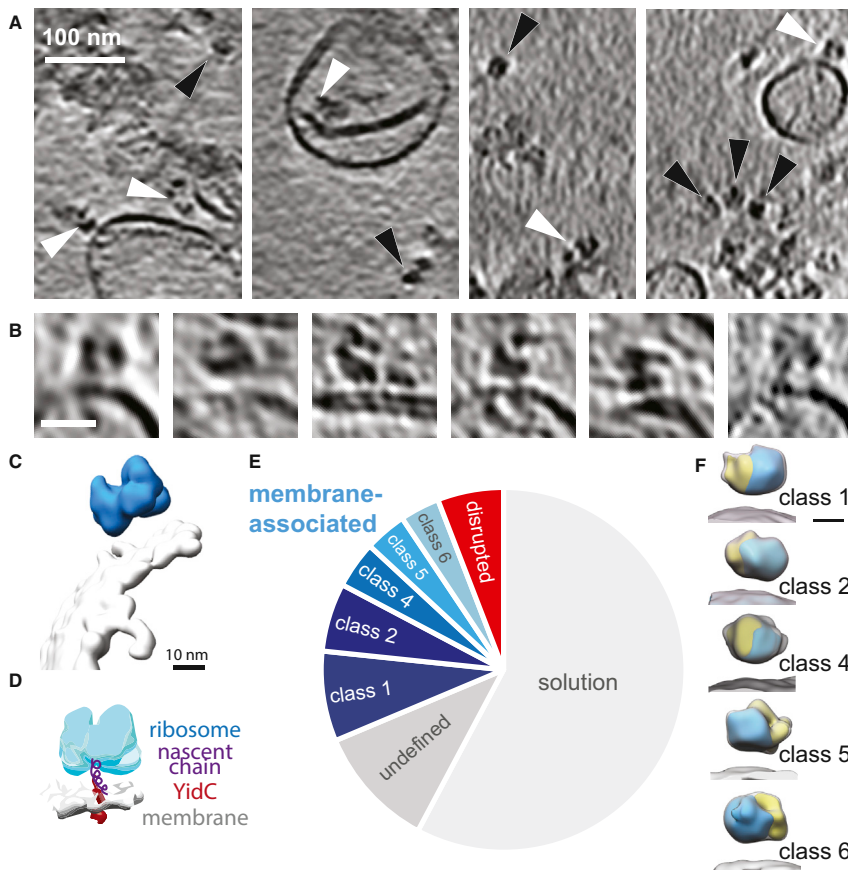 A
100 nm
B
C
10 nm
D
ribosome
nascent
chain
YidC
membrane
E
membrane-
associated
class 6
class 5
class 4
class 2
class 1
undefined
disrupted
solution
F
class 1
class 2
class 4
class 5
class 6